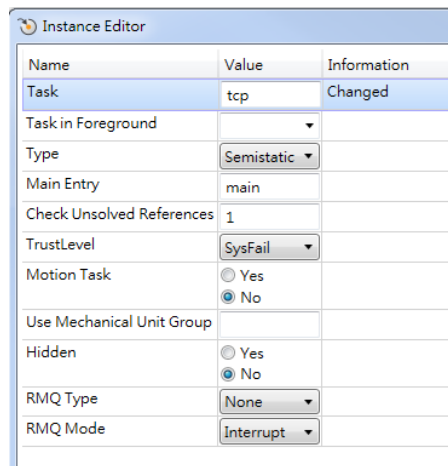 Instance Editor
Name Value Information
Task tcp Changed
Task in Foreground
Type Semistatic
Main Entry main
Check Unsolved References 1
TrustLevel SysFail
Motion Task Yes
No
Use Mechanical Unit Group
Hidden Yes
No
RMQ Type None
RMQ Mode Interrupt